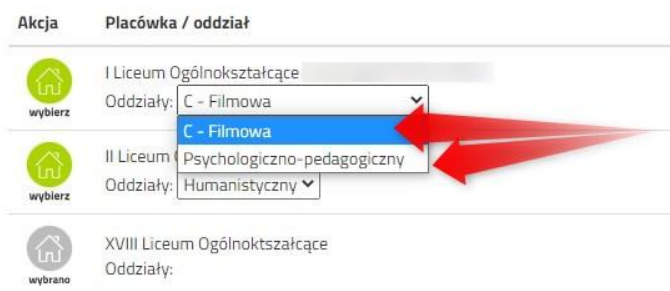 Akcja Placówka / oddział
I Liceum Ogólnokształcące
Oddziały: C - Filmowa
wybierz
C - Filmowa
II Liceum
Psychologiczno-pedagogiczny
Oddziały: Humanistyczny
wybierz
XVIII Liceum Ogólnoktszałcące
Oddziały:
wybrano